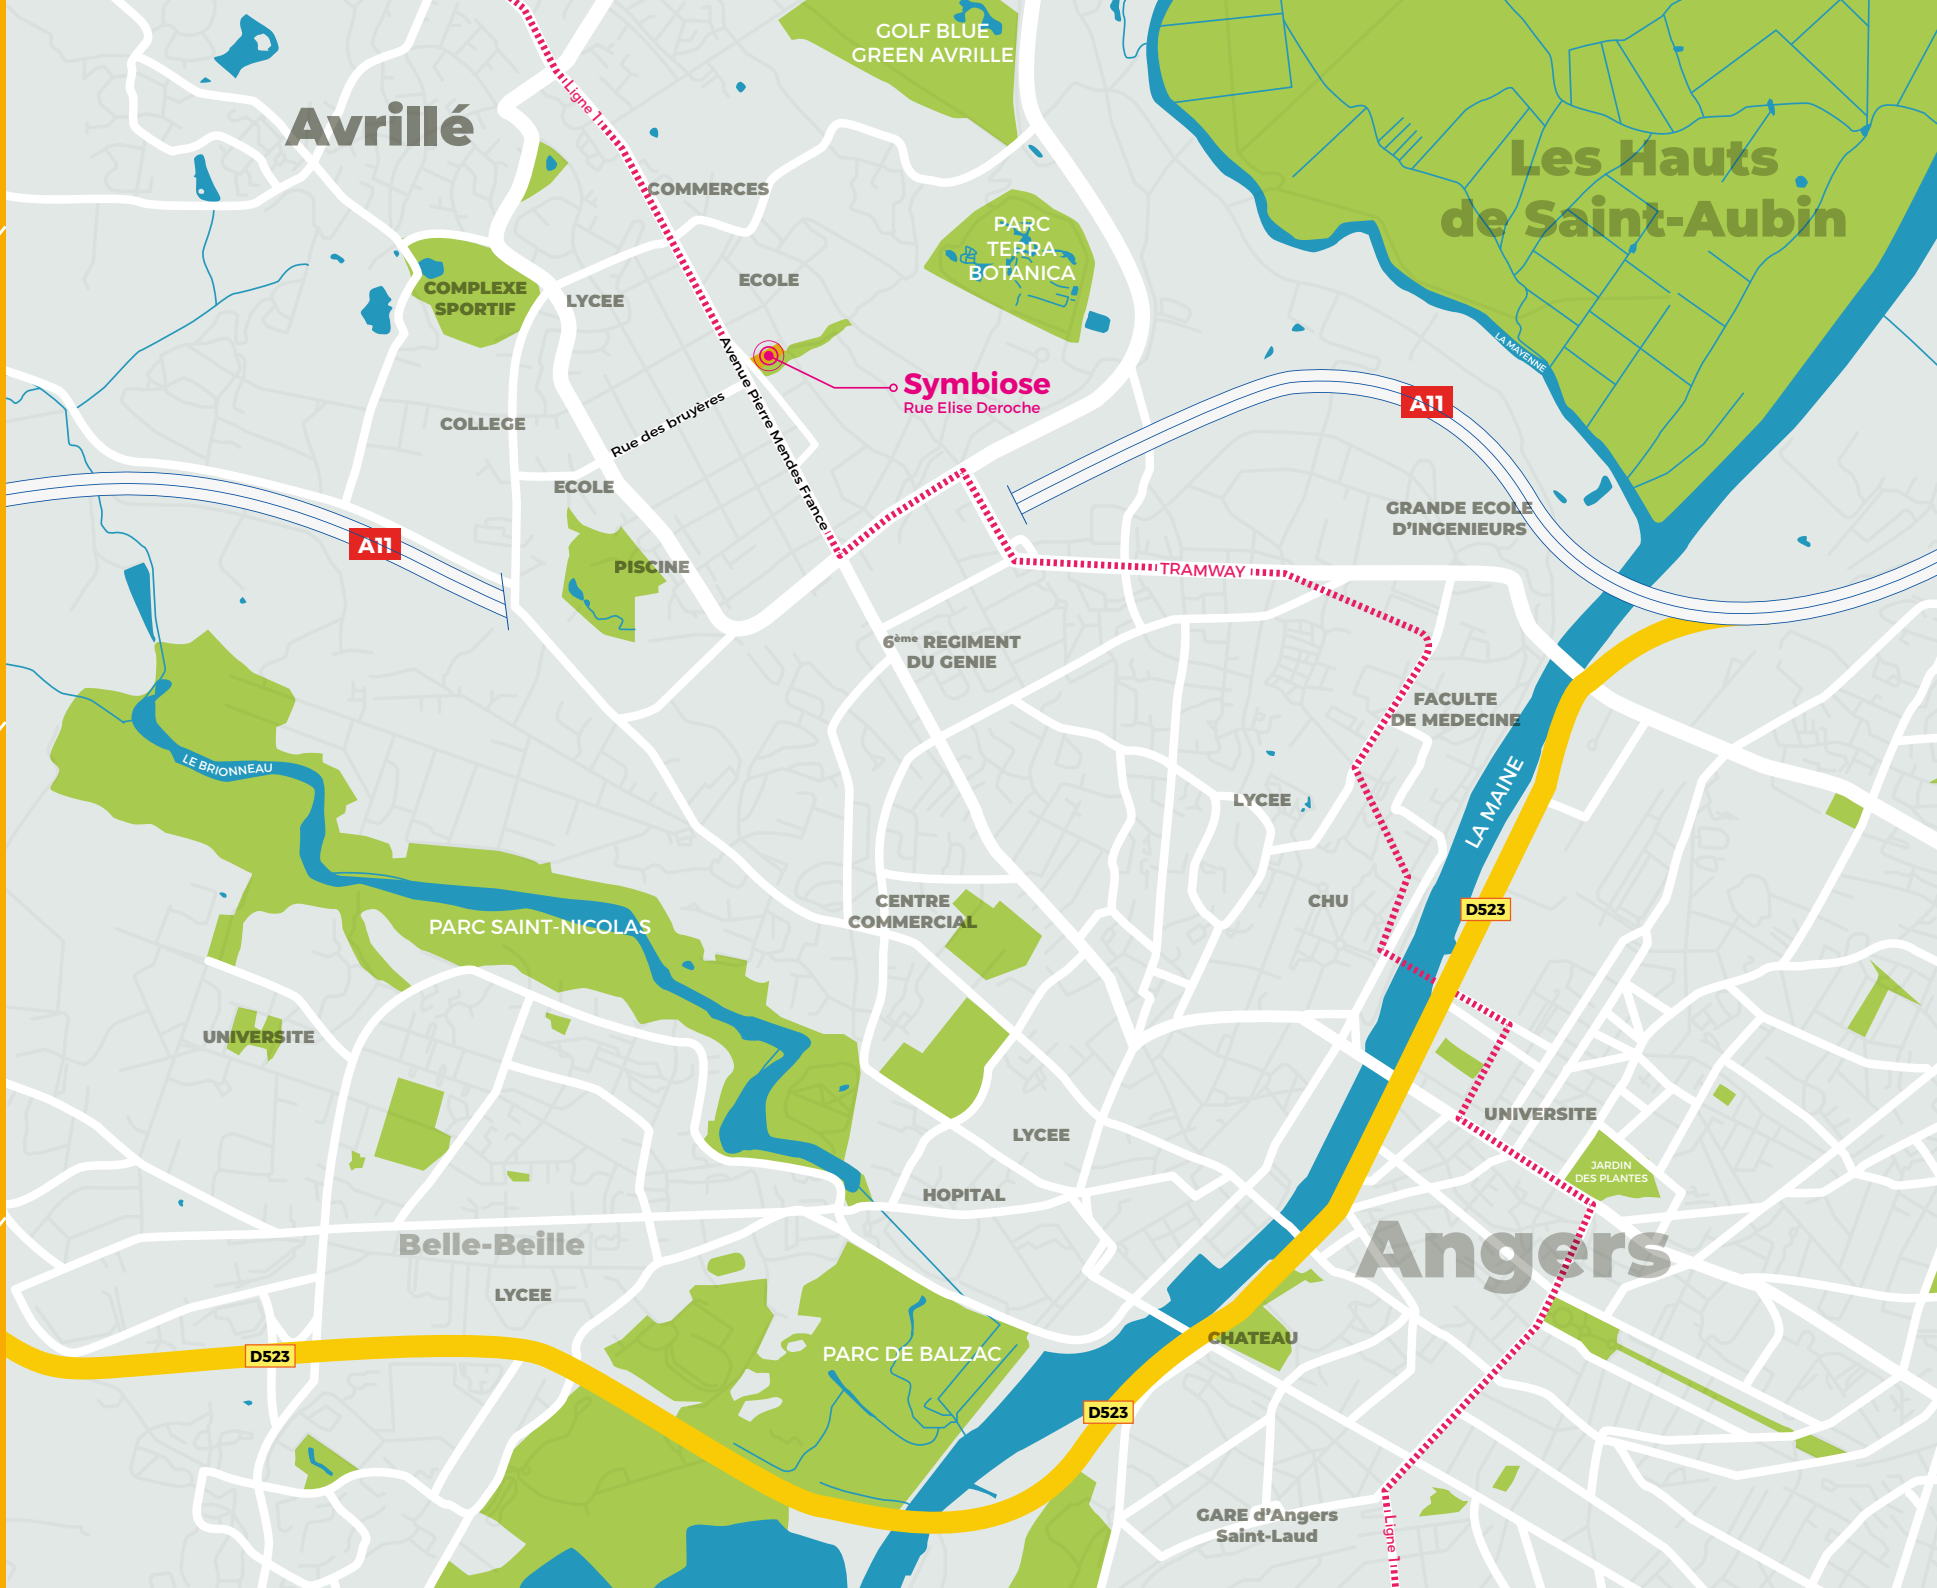 GOLF BLUE
GREEN AVRILLE
Ligne 1
Avrillé
Les Hauts
de Saint-Aubin
COMMERCES
PARC
TERRA
BOTANICA
ECOLE
COMPLEXE
SPORTIF
LYCEE
LA MAYENNE
Symbiose
Rue Elise Deroche
Avenue Pierre Mendes France
Rue des bruyères
A11
COLLEGE
ECOLE
GRANDE ECOLE
D'INGENIEURS
A11
PISCINE
TRAMWAY
6ème REGIMENT
DU GENIE
FACULTE
DE MEDECINE
LE BRIONNEAU
LA MAINE
LYCEE
CENTRE
COMMERCIAL
CHU
D523
PARC SAINT-NICOLAS
UNIVERSITE
UNIVERSITE
LYCEE
JARDIN
DES PLANTES
HOPITAL
Belle-Beille
Angers
LYCEE
CHATEAU
PARC DE BALZAC
D523
D523
GARE d'Angers
Saint-Laud
Ligne 1